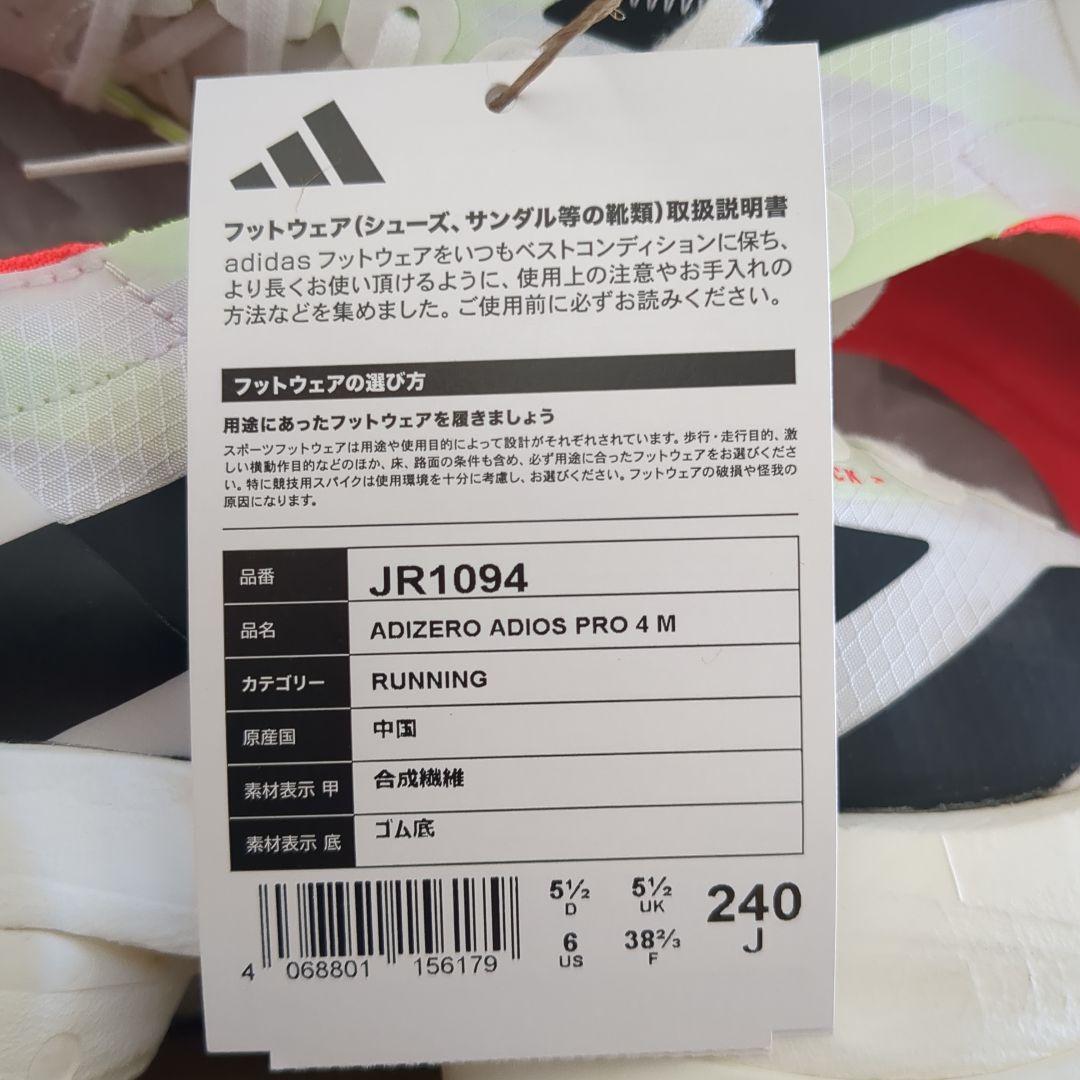 フットウェア(シューズ、サンダル等の靴類)取扱説明書
adidas フットウェアをいつもベストコンディションに保ち、
より長くお使い頂けるように、使用上の注意やお手入れの
方法などを集めました。ご使用前に必ずお読みください。
フットウェアの選び方
用途にあったフットウェアを履きましょう
スポーツフットウェアは用途や使用目的によって設計がそれぞれされています。歩行・走行目的、激
しい横動作目的などのほか、床、路面の条件も含め、必ず用途に合ったフットウェアをお選びくださ
い。特に競技用スパイクは使用環境を十分に考慮し、お選びください。フットウェアの破損や怪我の
原因になります。
品番 JR1094
品名 ADIZERO ADIOS PRO 4 M
カテゴリー RUNNING
原産国 中国
素材表示 甲 合成繊維
素材表示 底 ゴム底
5½ 5½ 240
D UK J
6 38⅔
US F
4 068801 156179